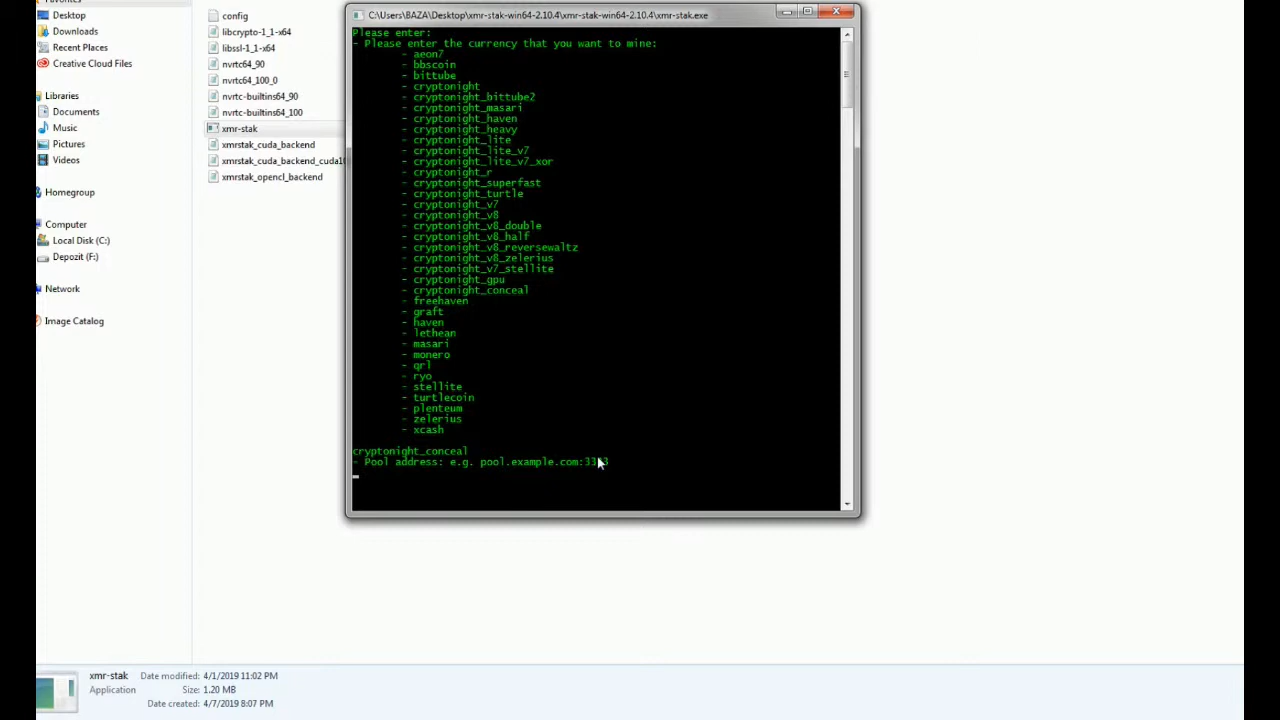 Favorites
Desktop
Downloads
Recent Places
Creative Cloud Files
Libraries
Documents
Music
Pictures
Videos
Homegroup
Computer
Local Disk (C:)
Depozit (F:)
Network
Image Catalog
config
libcrypto-1_1-x64
libssl-1_1-x64
nvrtc64_90
nvrtc64_100_0
nvrtc-builtins64_90
nvrtc-builtins64_100
xmr-stak
xmrstak_cuda_backend
xmrstak_cuda_backend_cuda10
xmrstak_opencl_backend
C:\Users\BAZA\Desktop\xmr-stak-win64-2.10.4\xmr-stak-win64-2.10.4\xmr-stak.exe
Please enter:
- Please enter the currency that you want to mine:
- aeon7
- bbscoin
- bittube
- cryptonight
- cryptonight_bittube2
- cryptonight_masari
- cryptonight_haven
- cryptonight_heavy
- cryptonight_lite
- cryptonight_lite_v7
- cryptonight_lite_v7_xor
- cryptonight_r
- cryptonight_superfast
- cryptonight_turtle
- cryptonight_v7
- cryptonight_v8
- cryptonight_v8_double
- cryptonight_v8_half
- cryptonight_v8_reversewaltz
- cryptonight_v8_zelerius
- cryptonight_v7_stellite
- cryptonight_gpu
- cryptonight_conceal
- freehaven
- graft
- haven
- lethean
- masari
- monero
- qrl
- ryo
- stellite
- turtlecoin
- plenteum
- zelerius
- xcash
cryptonight_conceal
- Pool address: e.g. pool.example.com:3333
xmr-stak Date modified: 4/1/2019 11:02 PM
Application Size: 1.20 MB
Date created: 4/7/2019 8:07 PM